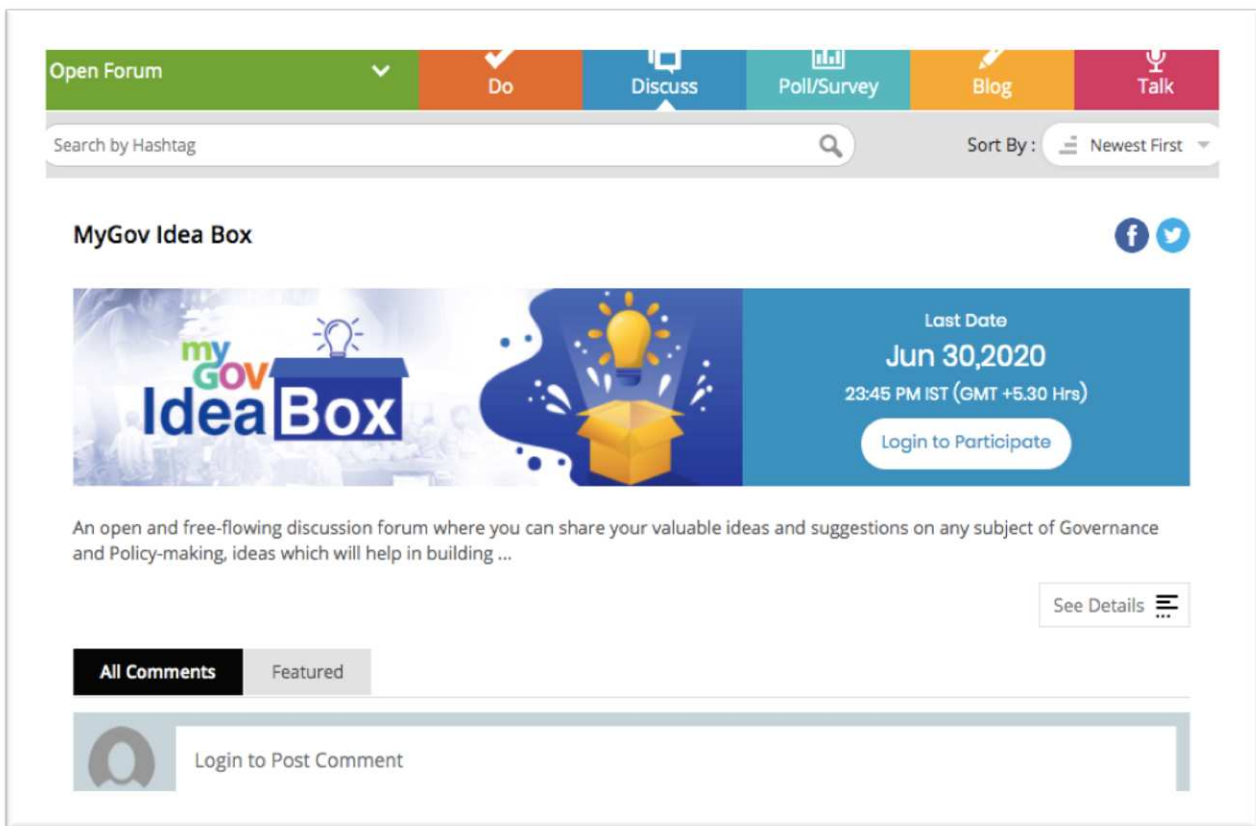 Open Forum
Do
Discuss
Poll/Survey
Blog
Talk
Search by Hashtag
Sort By :
Newest First
MyGov Idea Box
my
GOV
Idea Box
Last Date
Jun 30,2020
23:45 PM IST (GMT +5.30 Hrs)
Login to Participate
An open and free-flowing discussion forum where you can share your valuable ideas and suggestions on any subject of Governance
and Policy-making, ideas which will help in building ...
See Details
All Comments
Featured
Login to Post Comment